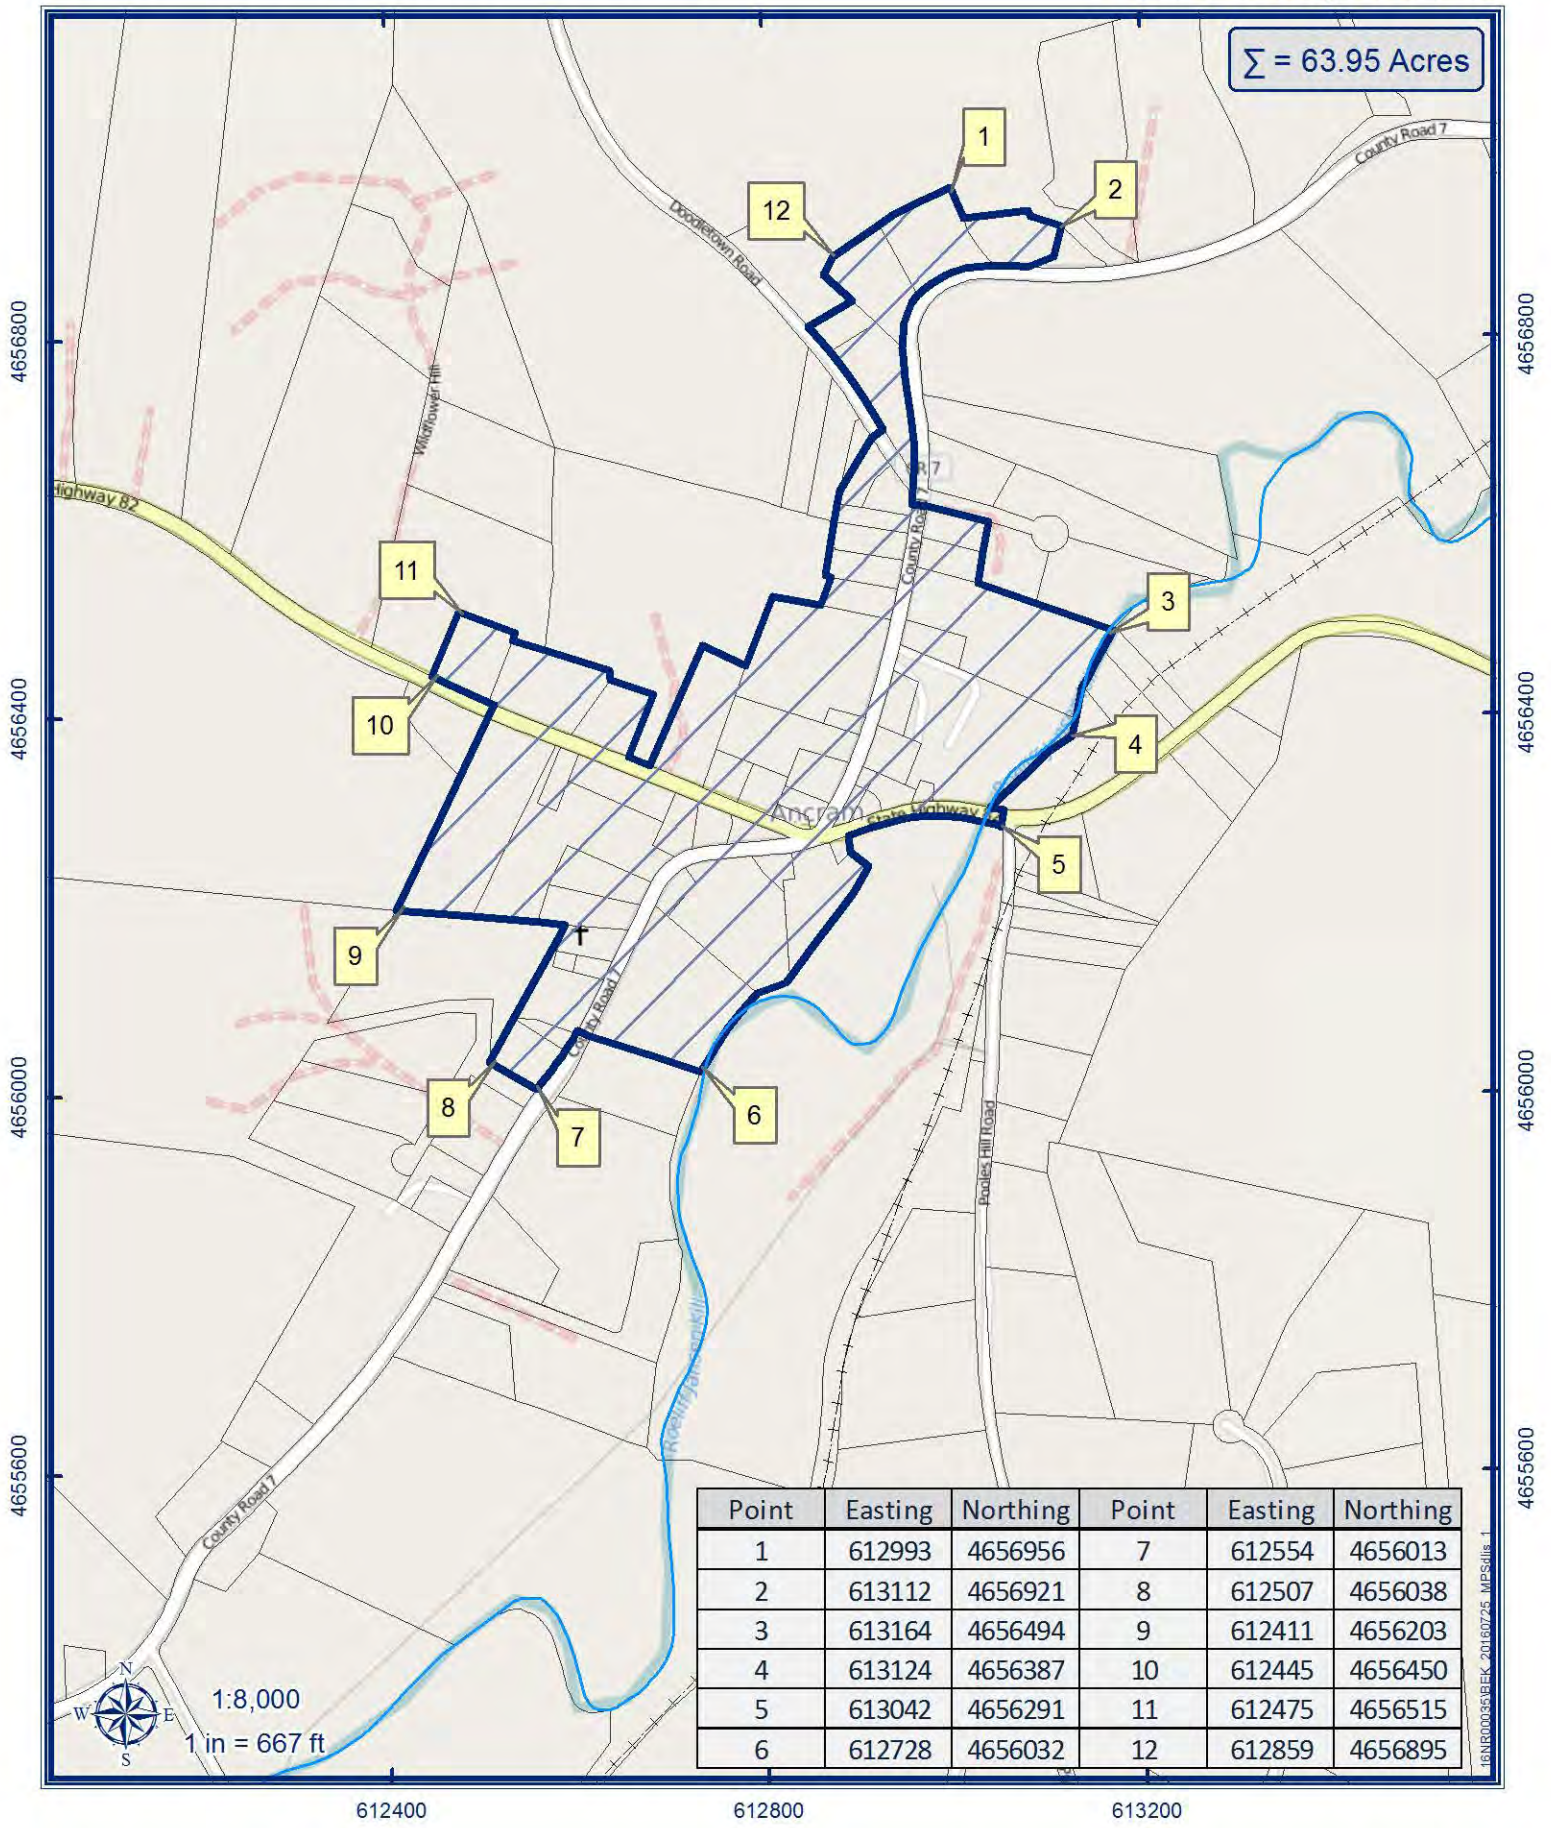 Σ = 63.95 Acres
1
2
12
County Road 7
Doodletown Road
4656800
4656800
Wildflower Hill
R 7
Highway 82
County Road 7
11
3
10
4
4656400
4656400
Ancram
State Highway
5
9
County Road 7
8
7
6
4656000
4656000
Pooles Hill Road
Roeliff Jansen Kill
4655600
4655600
County Road 7
Point Easting Northing Point Easting Northing
1 612993 4656956 7 612554 4656013
2 613112 4656921 8 612507 4656038
3 613164 4656494 9 612411 4656203
4 613124 4656387 10 612445 4656450
5 613042 4656291 11 612475 4656515
6 612728 4656032 12 612859 4656895
N
W E
S
1:8,000
1 in = 667 ft
612400 612800 613200